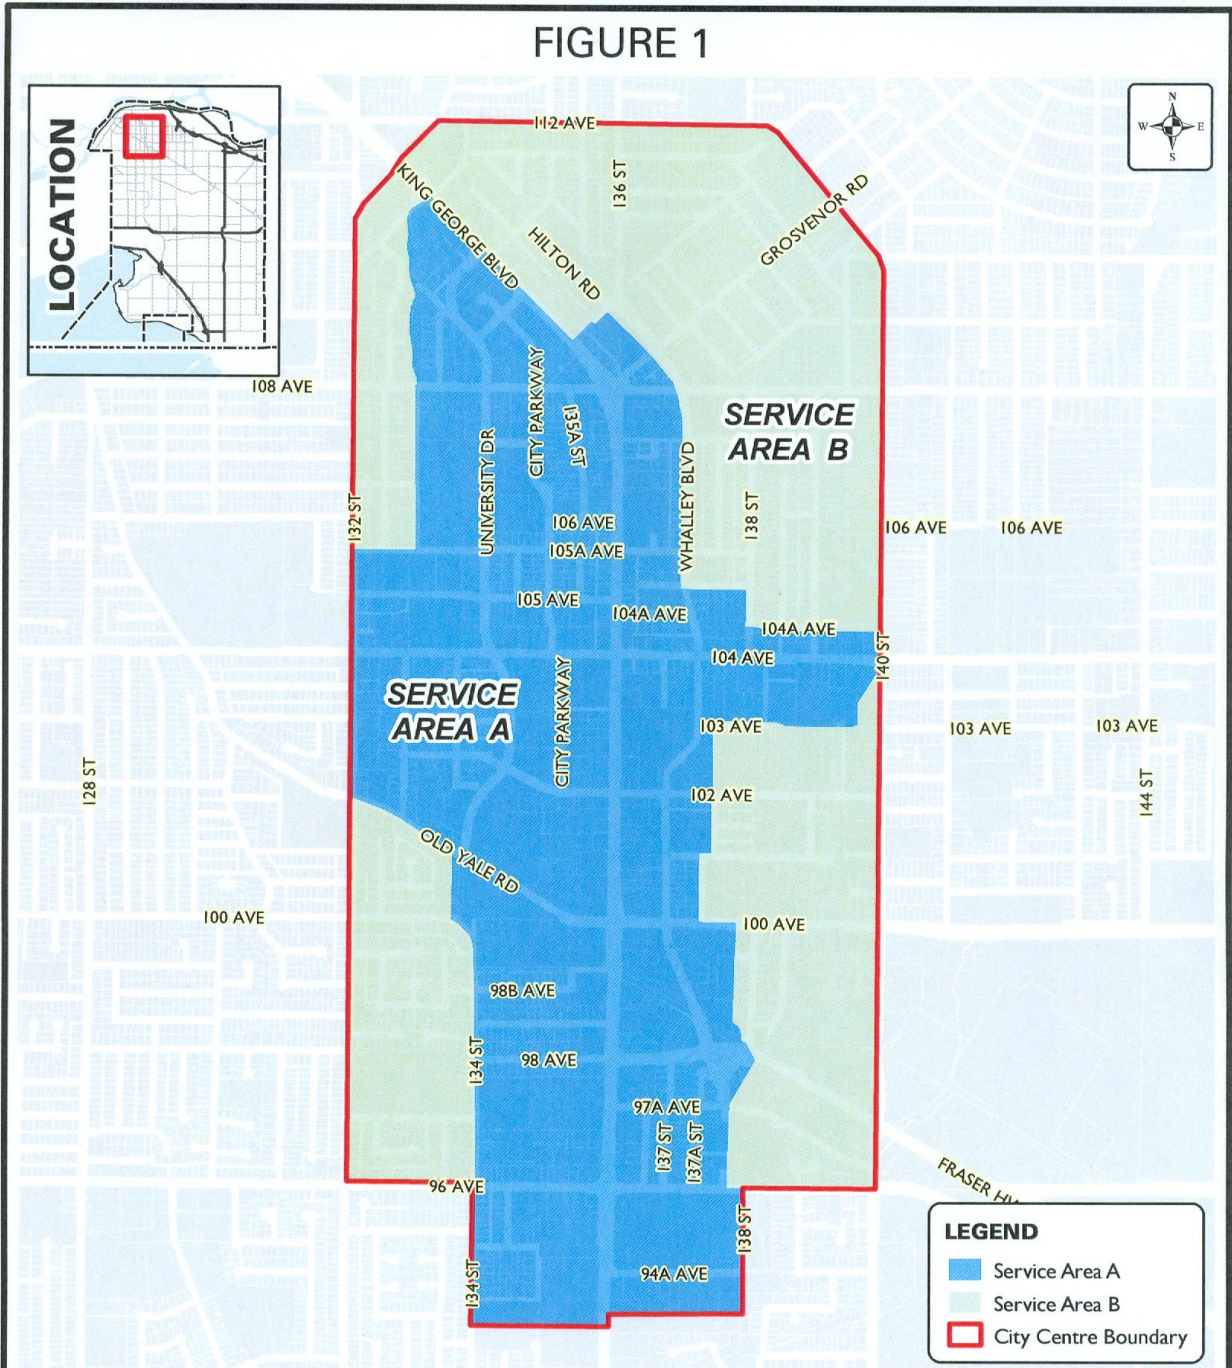 FIGURE 1
LOCATION
N
W E
S
112 AVE
136 ST
KING GEORGE BLVD
HILTON RD
GROSVENOR RD
108 AVE
CITY PARKWAY
135A ST
SERVICE
AREA B
UNIVERSITY DR
WHALLEY BLVD
138 ST
132 ST
106 AVE
106 AVE
106 AVE
105A AVE
105 AVE
104A AVE
104A AVE
140 ST
104 AVE
SERVICE
AREA A
CITY PARKWAY
103 AVE
103 AVE
103 AVE
128 ST
102 AVE
144 ST
OLD YALE RD
100 AVE
100 AVE
98B AVE
134 ST
98 AVE
97A AVE
137 ST
137A ST
96 AVE
FRASER
138 ST
134 ST
94A AVE
LEGEND
Service Area A
Service Area B
City Centre Boundary